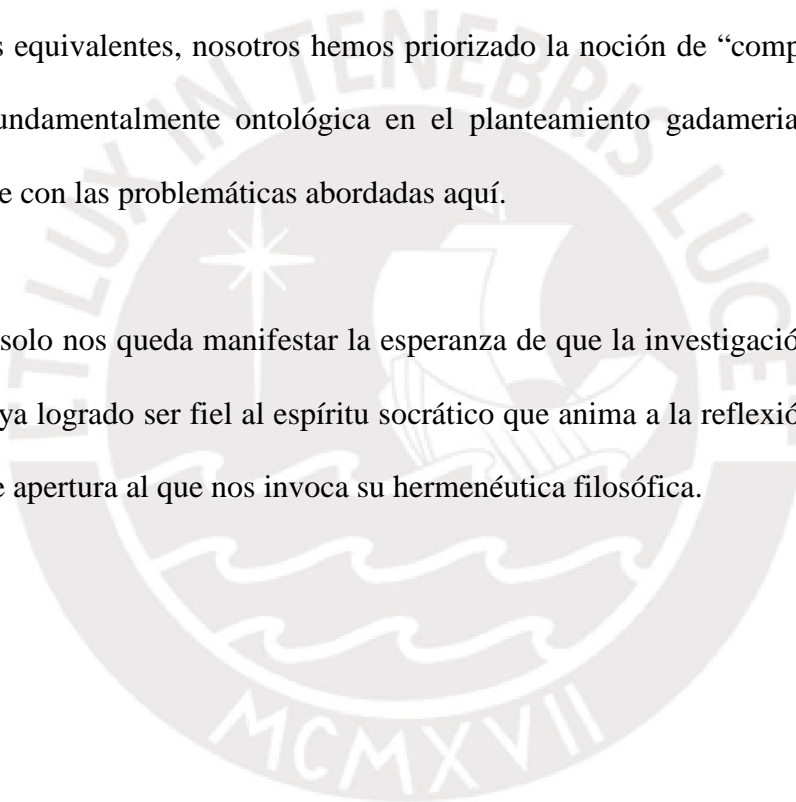 equivalentes, nosotros hemos priorizado la noción de “comp
fundamentalmente ontológica en el planteamiento gadameria
e con las problemáticas abordadas aquí.
solo nos queda manifestar la esperanza de que la investigació
ya logrado ser fiel al espíritu socrático que anima a la reflexió
e apertura al que nos invoca su hermenéutica filosófica.
ET LUX IN TENEBRIS LUCET
MCMXVII